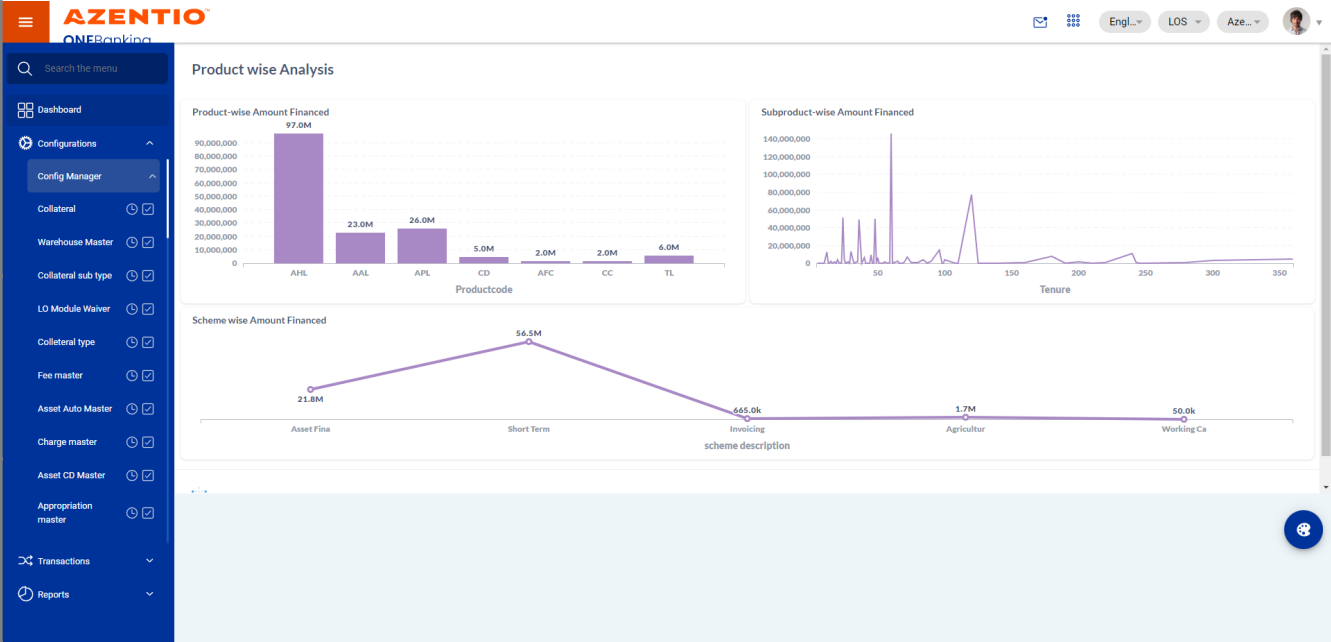 AZENTIO
ONEBanking
Engl...
LOS
Aze...
Search the menu
Dashboard
Configurations
Config Manager
Collateral
Warehouse Master
Collateral sub type
LO Module Waiver
Colleteral type
Fee master
Asset Auto Master
Charge master
Asset CD Master
Appropriation
master
Transactions
Reports
Product wise Analysis
Product-wise Amount Financed
97.0M
90,000,000
80,000,000
70,000,000
60,000,000
50,000,000
40,000,000
30,000,000
20,000,000
10,000,000
0
23.0M
26.0M
5.0M
2.0M
2.0M
6.0M
AHL AAL APL CD AFC CC TL
Productcode
Subproduct-wise Amount Financed
140,000,000
120,000,000
100,000,000
80,000,000
60,000,000
40,000,000
20,000,000
0
50 100 150 200 250 300 350
Tenure
Scheme wise Amount Financed
56.5M
21.8M
665.0k
1.7M
50.0k
Asset Fina Short Term Invoicing Agricultur Working Ca
scheme description